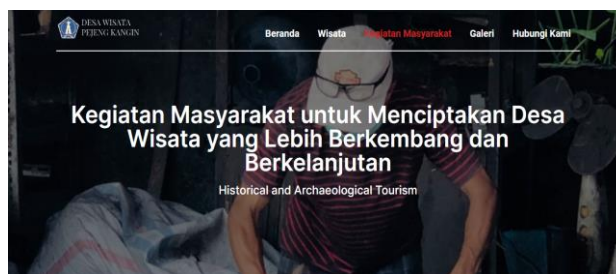 DESA WISATA
PEJENG KANGIN
Beranda Wisata Kegiatan Masyarakat Galeri Hubungi Kami
Kegiatan Masyarakat untuk Menciptakan Desa
Wisata yang Lebih Berkembang dan
Berkelanjutan
Historical and Archaeological Tourism